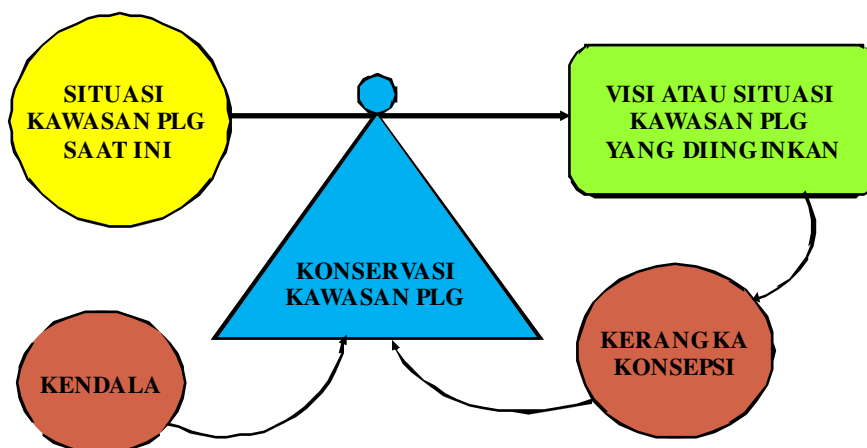 SITUASI
KAWASAN PLG
SAAT INI
VISI ATAU SITUASI
KAWASAN PLG
YANG DIINGINKAN
KONSERVASI
KAWASAN PLG
KENDALA
KERANGKA
KONSEPSI